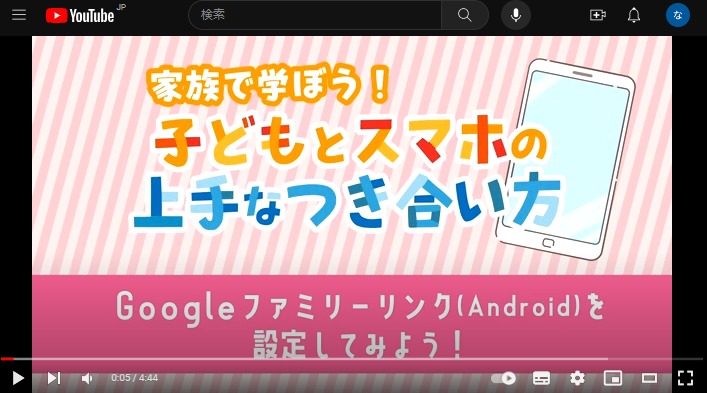 YouTube JP
検索
な
家族で学ぼう！
子どもとスマホの
上手なつき合い方
Googleファミリーリンク(Android)を
設定してみよう！
0:05 / 4:44